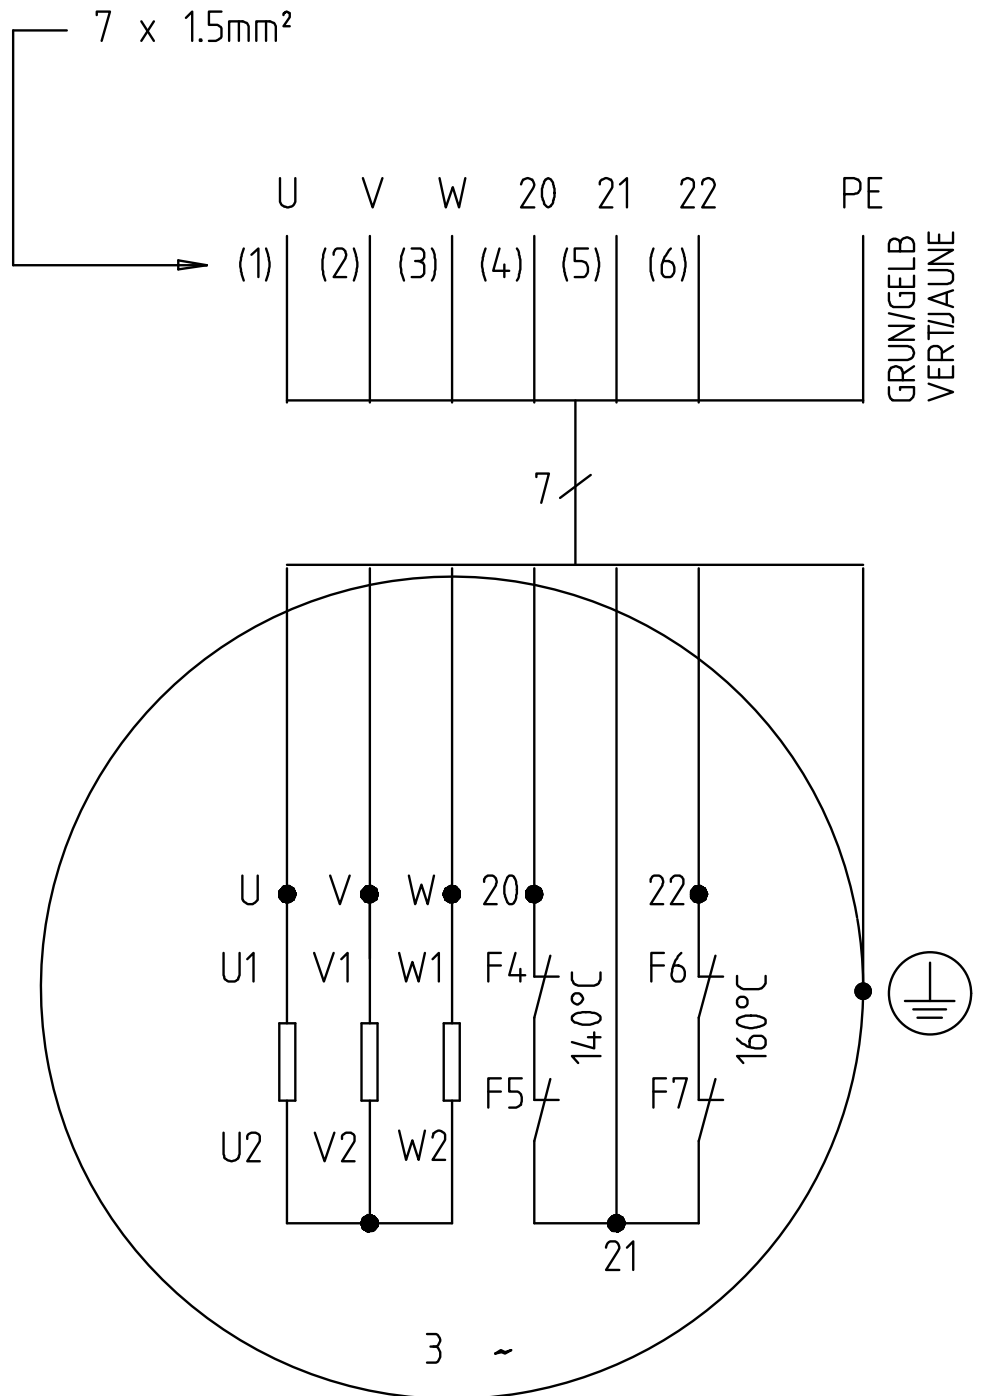 7 x 1.5mm²
U V W 20 21 22 PE
(1) (2) (3) (4) (5) (6)
GRUN/GELB
VERT/JAUNE
7
U V W 20 22
U1 V1 W1 F4 F6
140°C 160°C
F5 F7
U2 V2 W2
21
3 ~